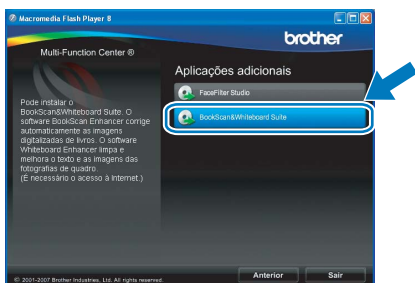 Macromedia Flash Player 8
brother
Multi-Function Center ®
Aplicações adicionais
FaceFilter Studio
BookScan&Whiteboard Suite
Pode instalar o
BookScan&Whiteboard Suite. O
software BookScan Enhancer corrige
automaticamente as imagens
digitalizadas de livros. O software
Whiteboard Enhancer limpa e
melhora o texto e as imagens das
fotografias de quadro.
(É necessário o acesso à Internet.)
© 2001-2007 Brother Industries, Ltd. All rights reserved.
Anterior
Sair